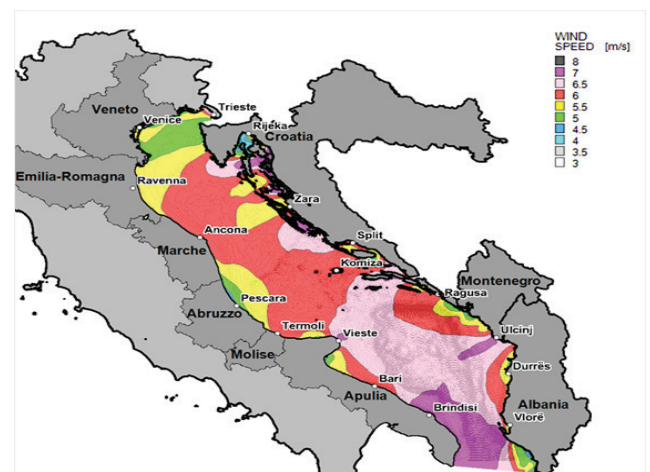 WIND
SPEED [m/s]
8
7
6.5
6
5.5
5
4.5
4
3.5
3
Veneto
Trieste
Venice
Rijeka
Croatia
Emilia-Romagna
Ravenna
Zara
Ancona
Marche
Split
Komiza
Montenegro
Ragusa
Pescara
Abruzzo
Termoli
Vieste
Ulcinj
Molise
Durrës
Bari
Apulia
Brindisi
Albania
Vlorë